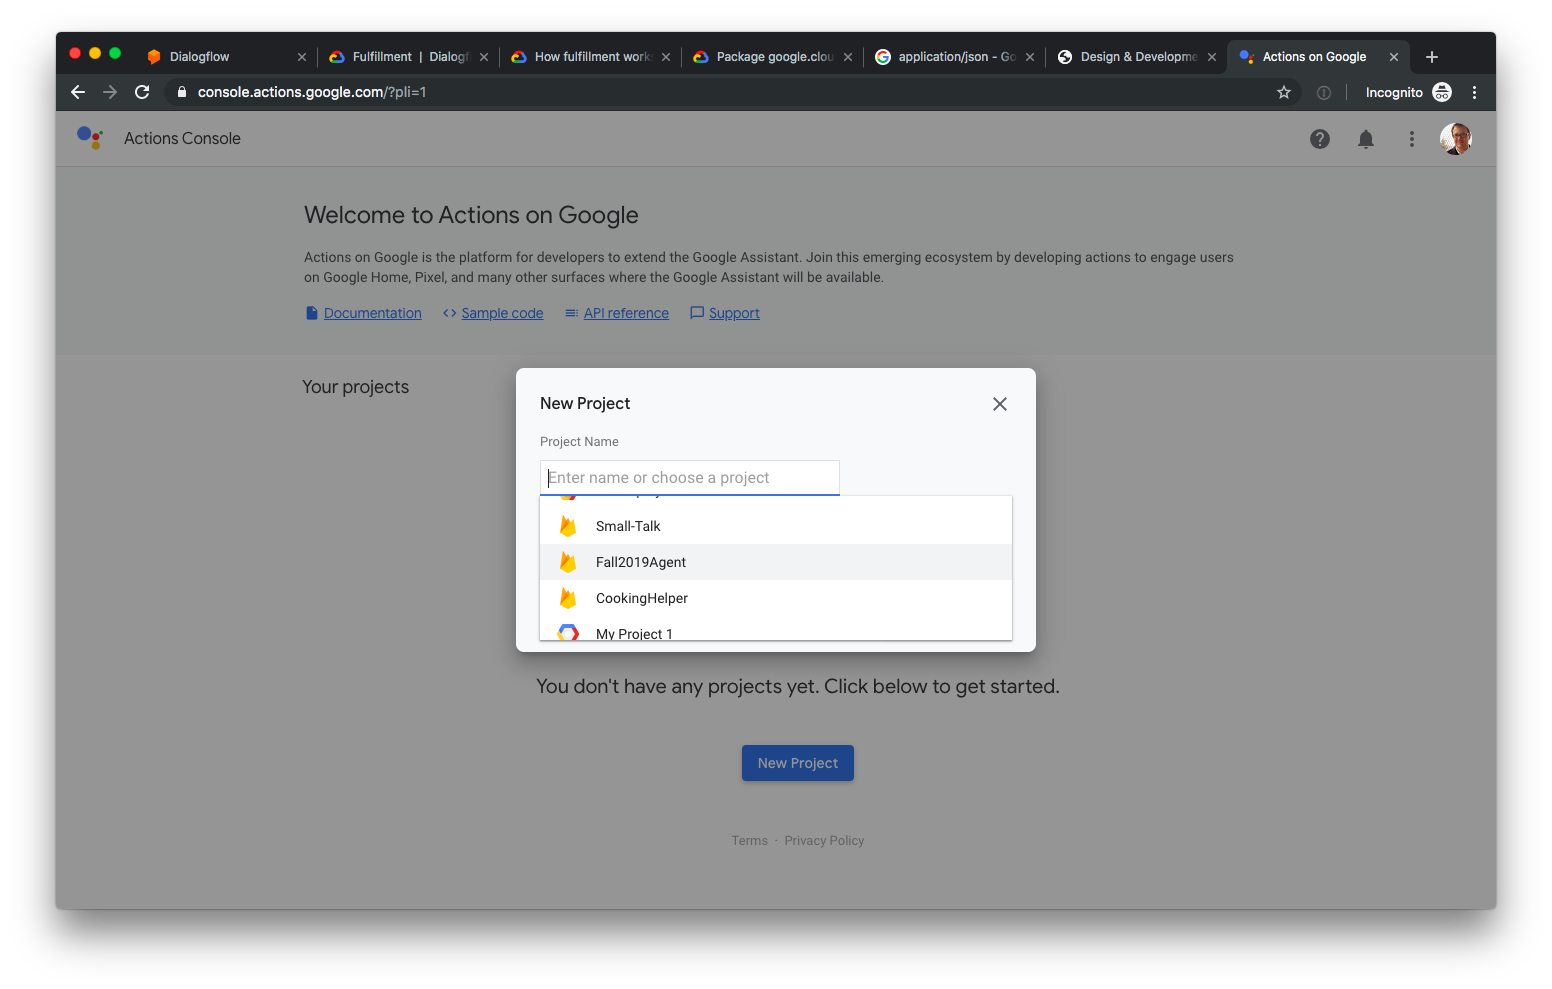 Dialogflow
Fulfillment | Dialogf
How fulfillment works
Package google.clou
application/json - Go
Design & Developme
Actions on Google
console.actions.google.com/?pli=1
Incognito
Actions Console
Welcome to Actions on Google
Actions on Google is the platform for developers to extend the Google Assistant. Join this emerging ecosystem by developing actions to engage users
on Google Home, Pixel, and many other surfaces where the Google Assistant will be available.
Documentation
Sample code
API reference
Support
Your projects
New Project
Project Name
Enter name or choose a project
Small-Talk
Fall2019Agent
CookingHelper
My Project 1
You don't have any projects yet. Click below to get started.
New Project
Terms · Privacy Policy